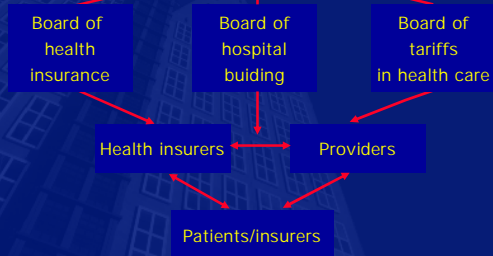 Board of
health
insurance
Board of
hospital
buiding
Board of
tariffs
in health care
Health insurers
Providers
Patients/insurers